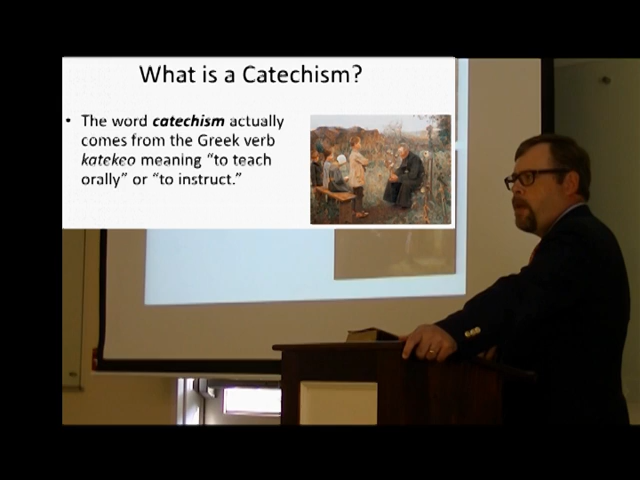 What is a Catechism?
• The word catechism actually
comes from the Greek verb
katekeo meaning “to teach
orally” or “to instruct.”